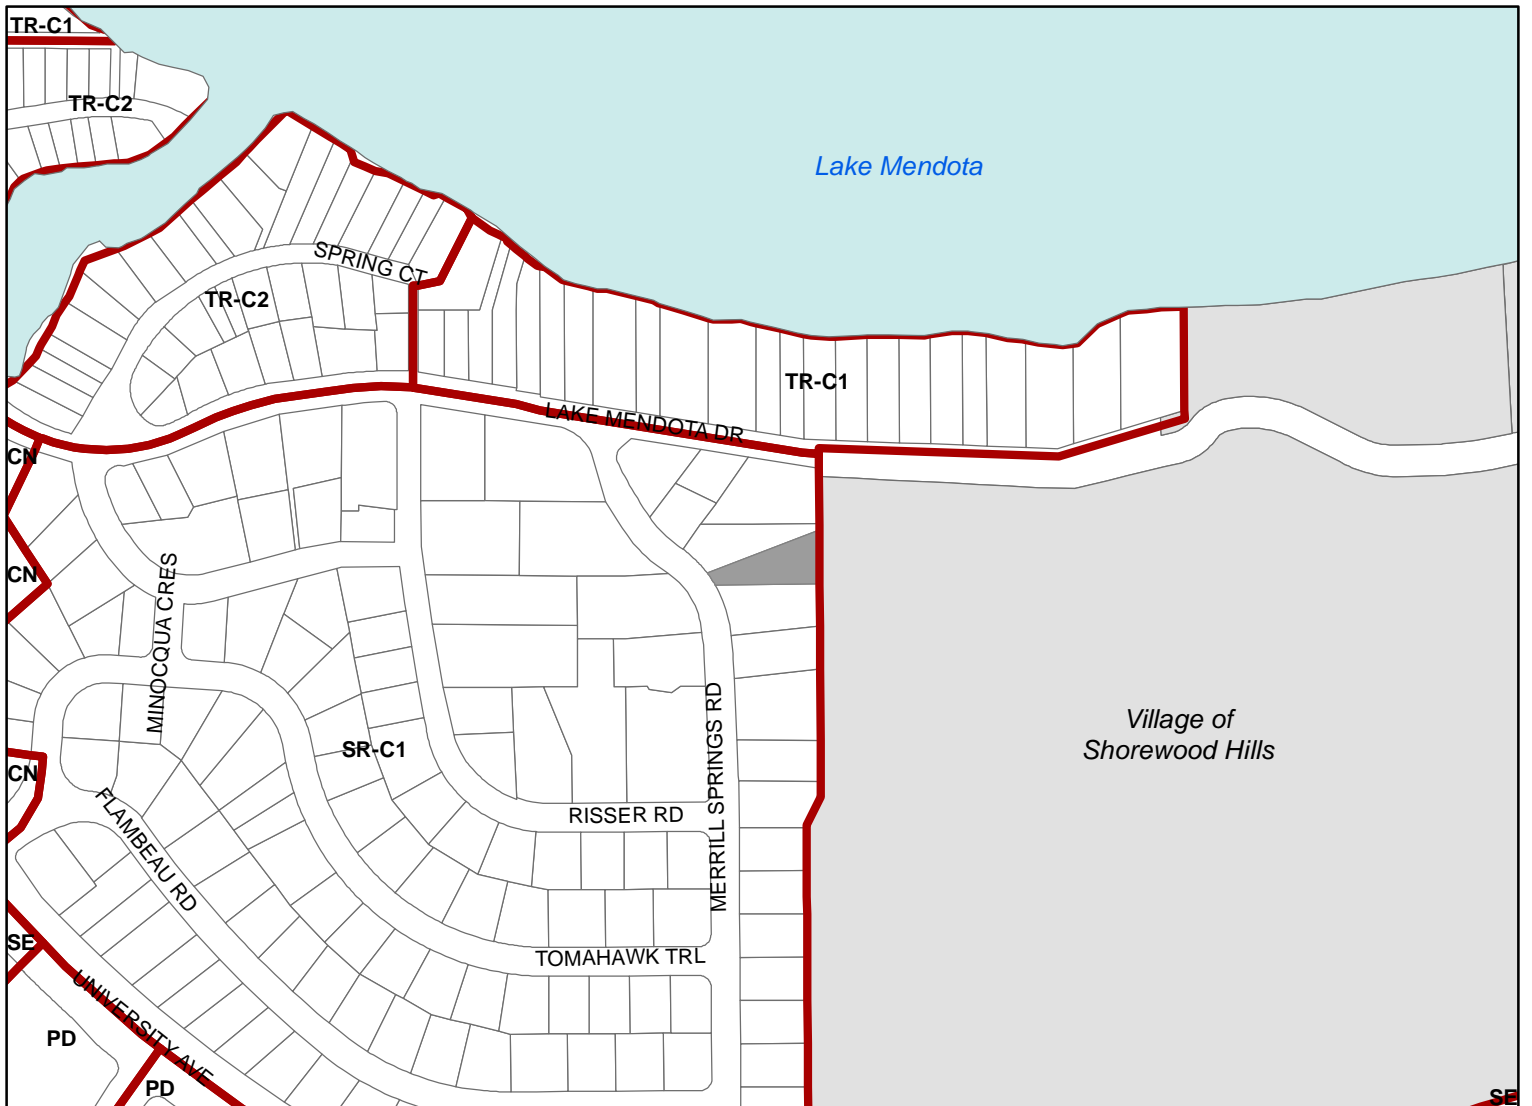 TR-C1
TR-C2
Lake Mendota
SPRING CT
TR-C2
TR-C1
LAKE MENDOTA DR
CN
CN
MINOCQUA CRES
Village of
Shorewood Hills
SR-C1
MERRILL SPRINGS RD
CN
RISSER RD
FLAMBEAU RD
SE
TOMAHAWK TRL
UNIVERSITY AVE
PD
PD
SE